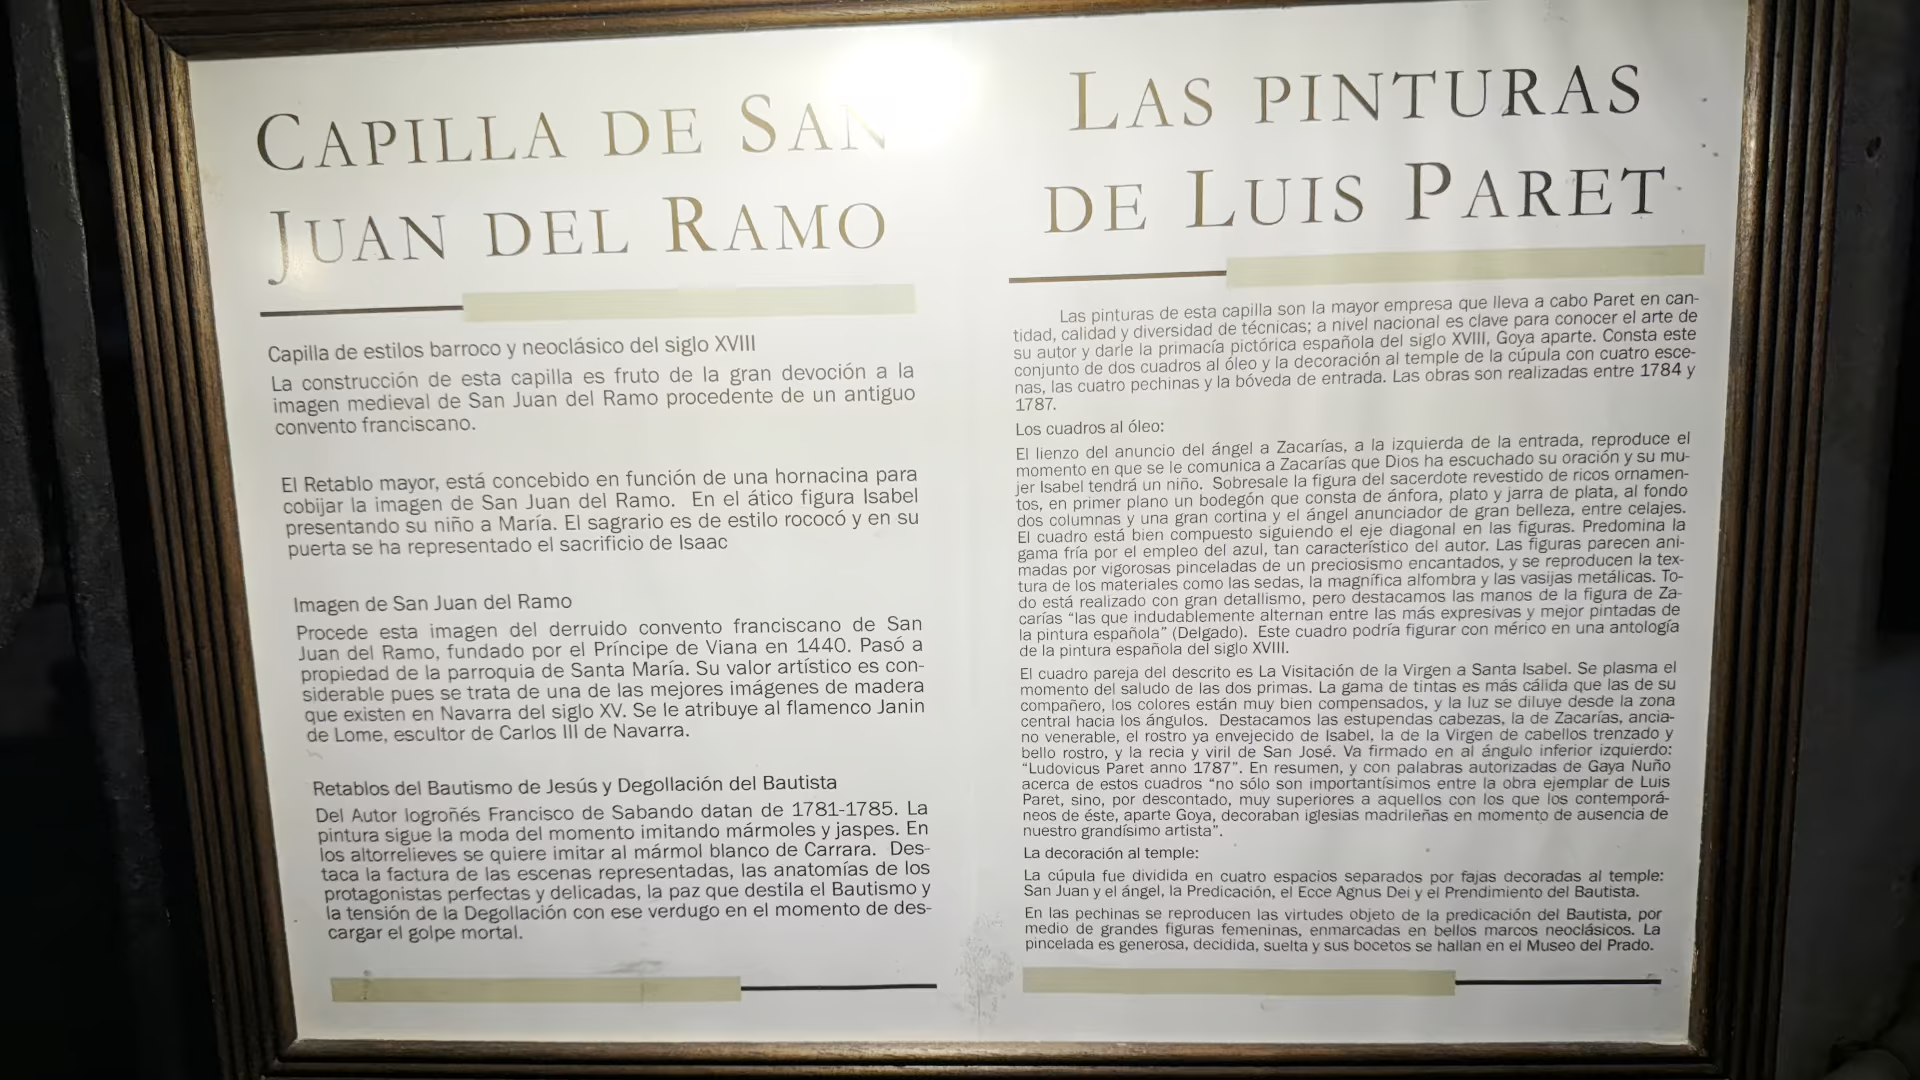 CAPILLA DE SAN
JUAN DEL RAMO
Capilla de estilos barroco y neoclásico del siglo XVIII
La construcción de esta capilla es fruto de la gran devoción a la
imagen medieval de San Juan del Ramo procedente de un antiguo
convento franciscano.
El Retablo mayor, está concebido en función de una hornacina para
cobijar la imagen de San Juan del Ramo. En el ático figura Isabel
presentando su niño a María. El sagrario es de estilo rococó y en su
puerta se ha representado el sacrificio de Isaac
Imagen de San Juan del Ramo
Procede esta imagen del derruido convento franciscano de San
Juan del Ramo, fundado por el Príncipe de Viana en 1440. Pasó a
propiedad de la parroquia de Santa María. Su valor artístico es con-
siderable pues se trata de una de las mejores imágenes de madera
que existen en Navarra del siglo XV. Se le atribuye al flamenco Janin
de Lome, escultor de Carlos III de Navarra.
Retablos del Bautismo de Jesús y Degollación del Bautista
Del Autor logroñés Francisco de Sabando datan de 1781-1785. La
pintura sigue la moda del momento imitando mármoles y jaspes. En
los altorrelieves se quiere imitar al mármol blanco de Carrara. Des-
taca la factura de las escenas representadas, las anatomías de los
protagonistas perfectas y delicadas, la paz que destila el Bautismo y
la tensión de la Degollación con ese verdugo en el momento de des-
cargar el golpe mortal.
LAS PINTURAS
DE LUIS PARET
Las pinturas de esta capilla son la mayor empresa que lleva a cabo Paret en can-
tidad, calidad y diversidad de técnicas; a nivel nacional es clave para conocer el arte de
su autor y darle la primacía pictórica española del siglo XVIII, Goya aparte. Consta este
conjunto de dos cuadros al óleo y la decoración al temple de la cúpula con cuatro esce-
nas, las cuatro pechinas y la bóveda de entrada. Las obras son realizadas entre 1784 y
1787.
Los cuadros al óleo:
El lienzo del anuncio del ángel a Zacarías, a la izquierda de la entrada, reproduce el
momento en que se le comunica a Zacarías que Dios ha escuchado su oración y su mu-
jer Isabel tendrá un niño. Sobresale la figura del sacerdote revestido de ricos ornamen-
tos, en primer plano un bodegón que consta de ánfora, plato y jarra de plata, al fondo
dos columnas y una gran cortina y el ángel anunciador de gran belleza, entre celajes.
El cuadro está bien compuesto siguiendo el eje diagonal en las figuras. Predomina la
gama fría por el empleo del azul, tan característico del autor. Las figuras parecen ani-
madas por vigorosas pinceladas de un preciosismo encantados, y se reproducen la tex-
tura de los materiales como las sedas, la magnífica alfombra y las vasijas metálicas. To-
do está realizado con gran detallismo, pero destacamos las manos de la figura de Za-
carías “las que indudablemente alternan entre las más expresivas y mejor pintadas de
la pintura española” (Delgado). Este cuadro podría figurar con mérico en una antología
de la pintura española del siglo XVIII.
El cuadro pareja del descrito es La Visitación de la Virgen a Santa Isabel. Se plasma el
momento del saludo de las dos primas. La gama de tintas es más cálida que las de su
compañero, los colores están muy bien compensados, y la luz se diluye desde la zona
central hacia los ángulos. Destacamos las estupendas cabezas, la de Zacarías, ancia-
no venerable, el rostro ya envejecido de Isabel, la de la Virgen de cabellos trenzado y
bello rostro, y la recia y viril de San José. Va firmado en al ángulo inferior izquierdo:
“Ludovicus Paret anno 1787”. En resumen, y con palabras autorizadas de Gaya Nuño
acerca de estos cuadros “no sólo son importantísimos entre la obra ejemplar de Luis
Paret, sino, por descontado, muy superiores a aquellos con los que los contemporá-
neos de éste, aparte Goya, decoraban iglesias madrileñas en momento de ausencia de
nuestro grandísimo artista”.
La decoración al temple:
La cúpula fue dividida en cuatro espacios separados por fajas decoradas al temple:
San Juan y el ángel, la Predicación, el Ecce Agnus Dei y el Prendimiento del Bautista.
En las pechinas se reproducen las virtudes objeto de la predicación del Bautista, por
medio de grandes figuras femeninas, enmarcadas en bellos marcos neoclásicos. La
pincelada es generosa, decidida, suelta y sus bocetos se hallan en el Museo del Prado.